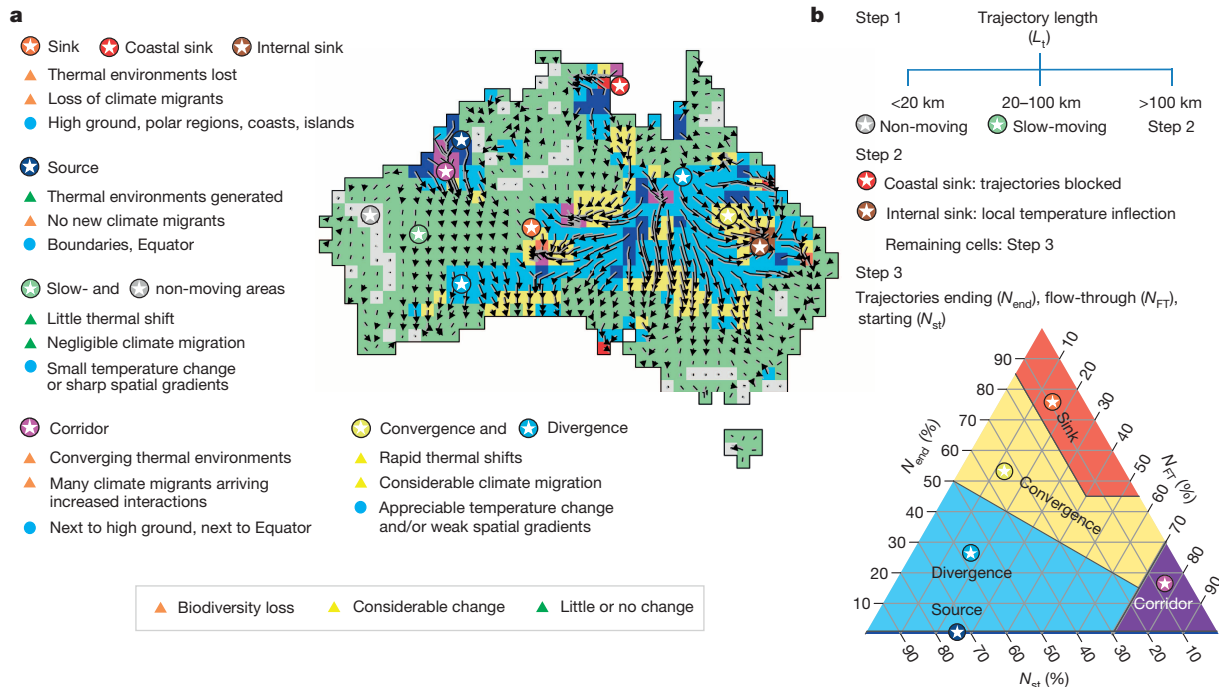 a
Sink Coastal sink Internal sink
Thermal environments lost
Loss of climate migrants
High ground, polar regions, coasts, islands
Source
Thermal environments generated
No new climate migrants
Boundaries, Equator
Slow- and non-moving areas
Little thermal shift
Negligible climate migration
Small temperature change
or sharp spatial gradients
Corridor
Converging thermal environments
Many climate migrants arriving
increased interactions
Next to high ground, next to Equator
Convergence and Divergence
Rapid thermal shifts
Considerable climate migration
Appreciable temperature change
and/or weak spatial gradients
Biodiversity loss Considerable change Little or no change
b
Step 1
Trajectory length
(Lt)
<20 km 20–100 km >100 km
Non-moving Slow-moving Step 2
Step 2
Coastal sink: trajectories blocked
Internal sink: local temperature inflection
Remaining cells: Step 3
Step 3
Trajectories ending (Nend), flow-through (NFT),
starting (Nst)
90
80
70
60
50
40
30
20
10
Nend (%)
10
20
30
40
50
60
70
80
90
NFT (%)
Sink
Convergence
Divergence
Corridor
Source
90 80 70 60 50 40 30 20 10
Nst (%)